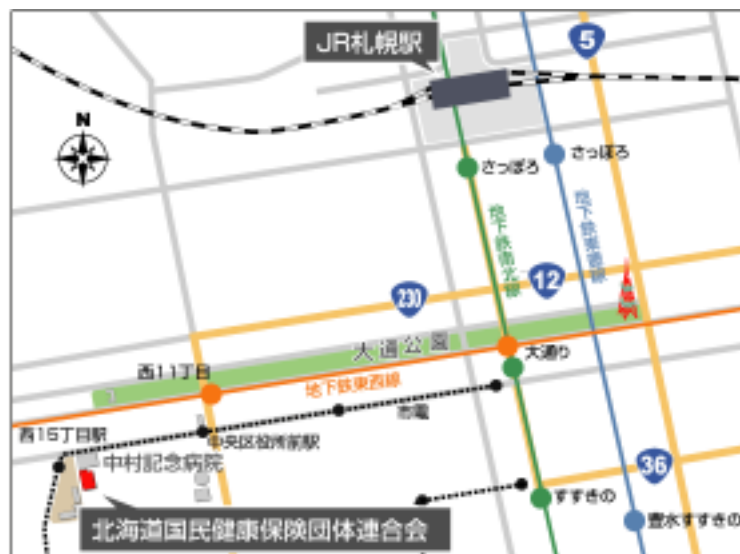 JR札幌駅
5
N
さっぽろ
さっぽろ
地下鉄南北線
地下鉄東豊線
12
230
大通公園
大通り
西11丁目
地下鉄東西線
市電
西15丁目駅
中央区役所前駅
中村記念病院
36
すすきの
豊水すすきの
北海道国民健康保険団体連合会